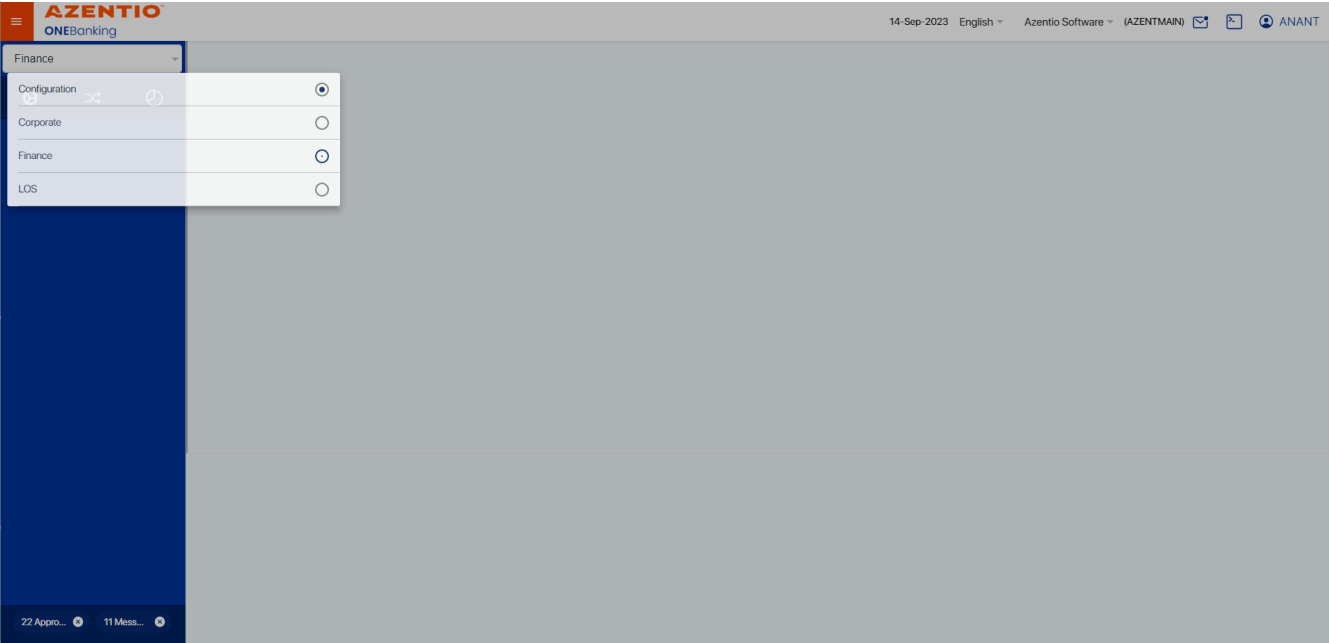 AZENTIO
ONEBanking
14-Sep-2023 English Azentio Software (AZENTMAIN) ANANT
Finance
Configuration
Corporate
Finance
LOS
22 Appro... 11 Mess...